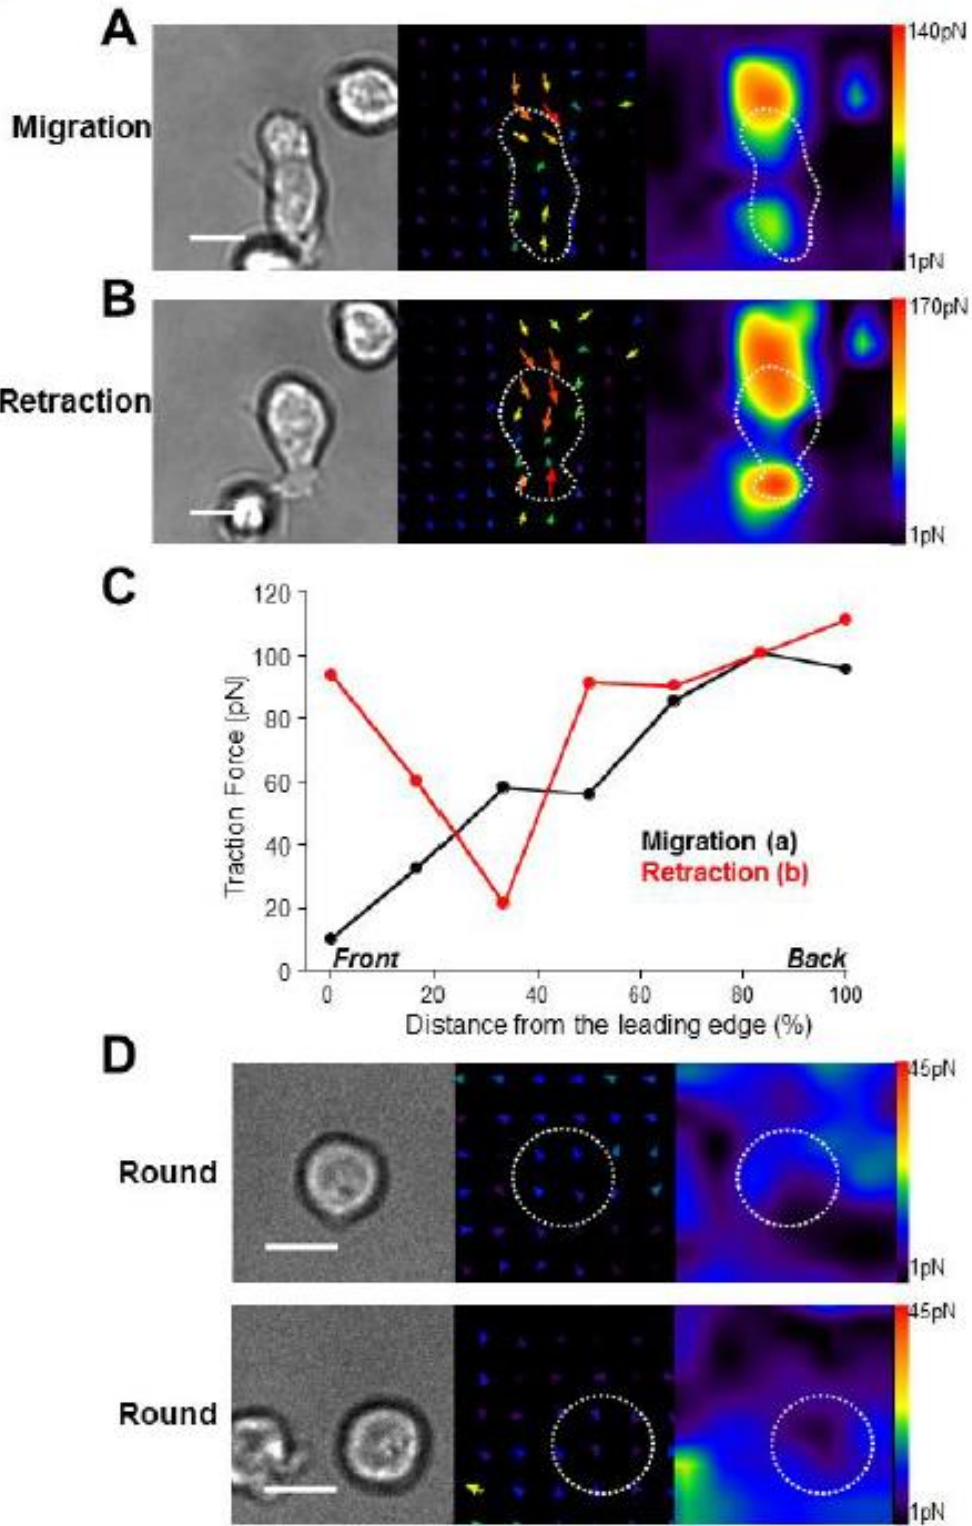 A
Migration
140pN
1pN
B
Retraction
170pN
1pN
C
120
100
80
60
40
20
0
Traction Force [pN]
Migration (a)
Retraction (b)
Front
Back
0 20 40 60 80 100
Distance from the leading edge (%)
D
Round
45pN
1pN
Round
45pN
1pN